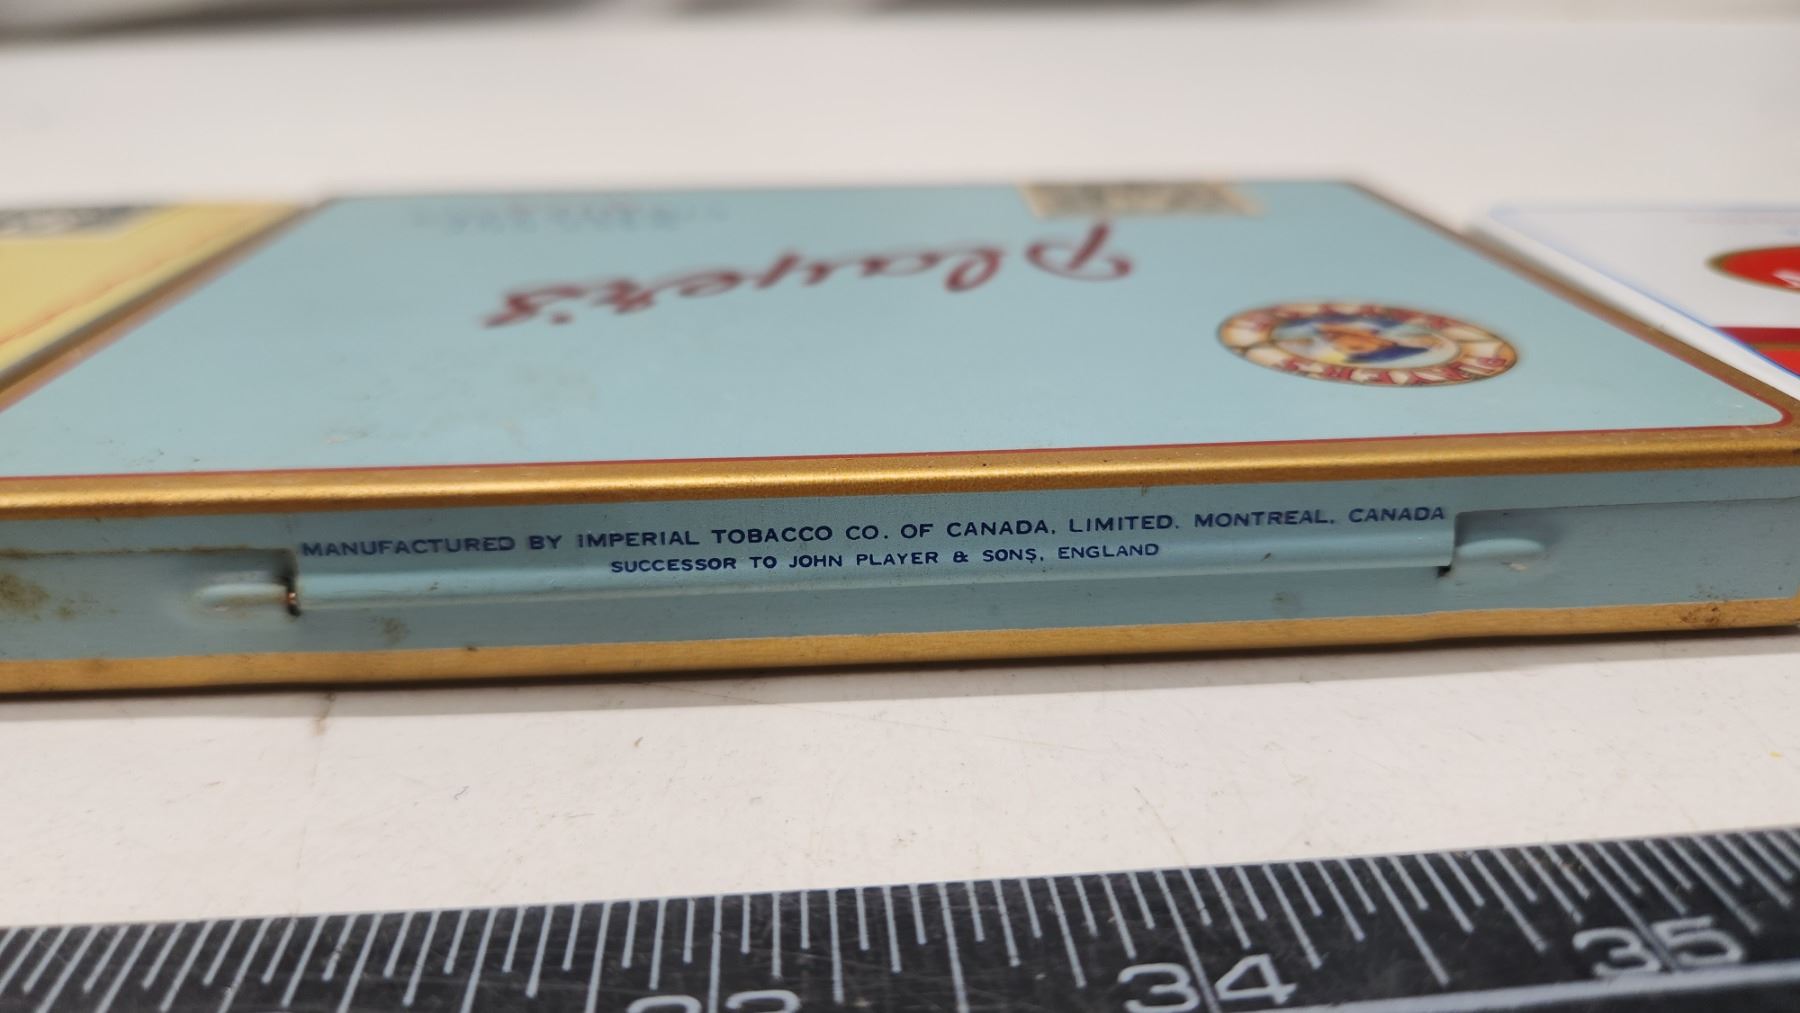 Player's
PLAYER'S
MANUFACTURED BY IMPERIAL TOBACCO CO. OF CANADA, LIMITED. MONTREAL, CANADA
SUCCESSOR TO JOHN PLAYER & SONS, ENGLAND
34 35